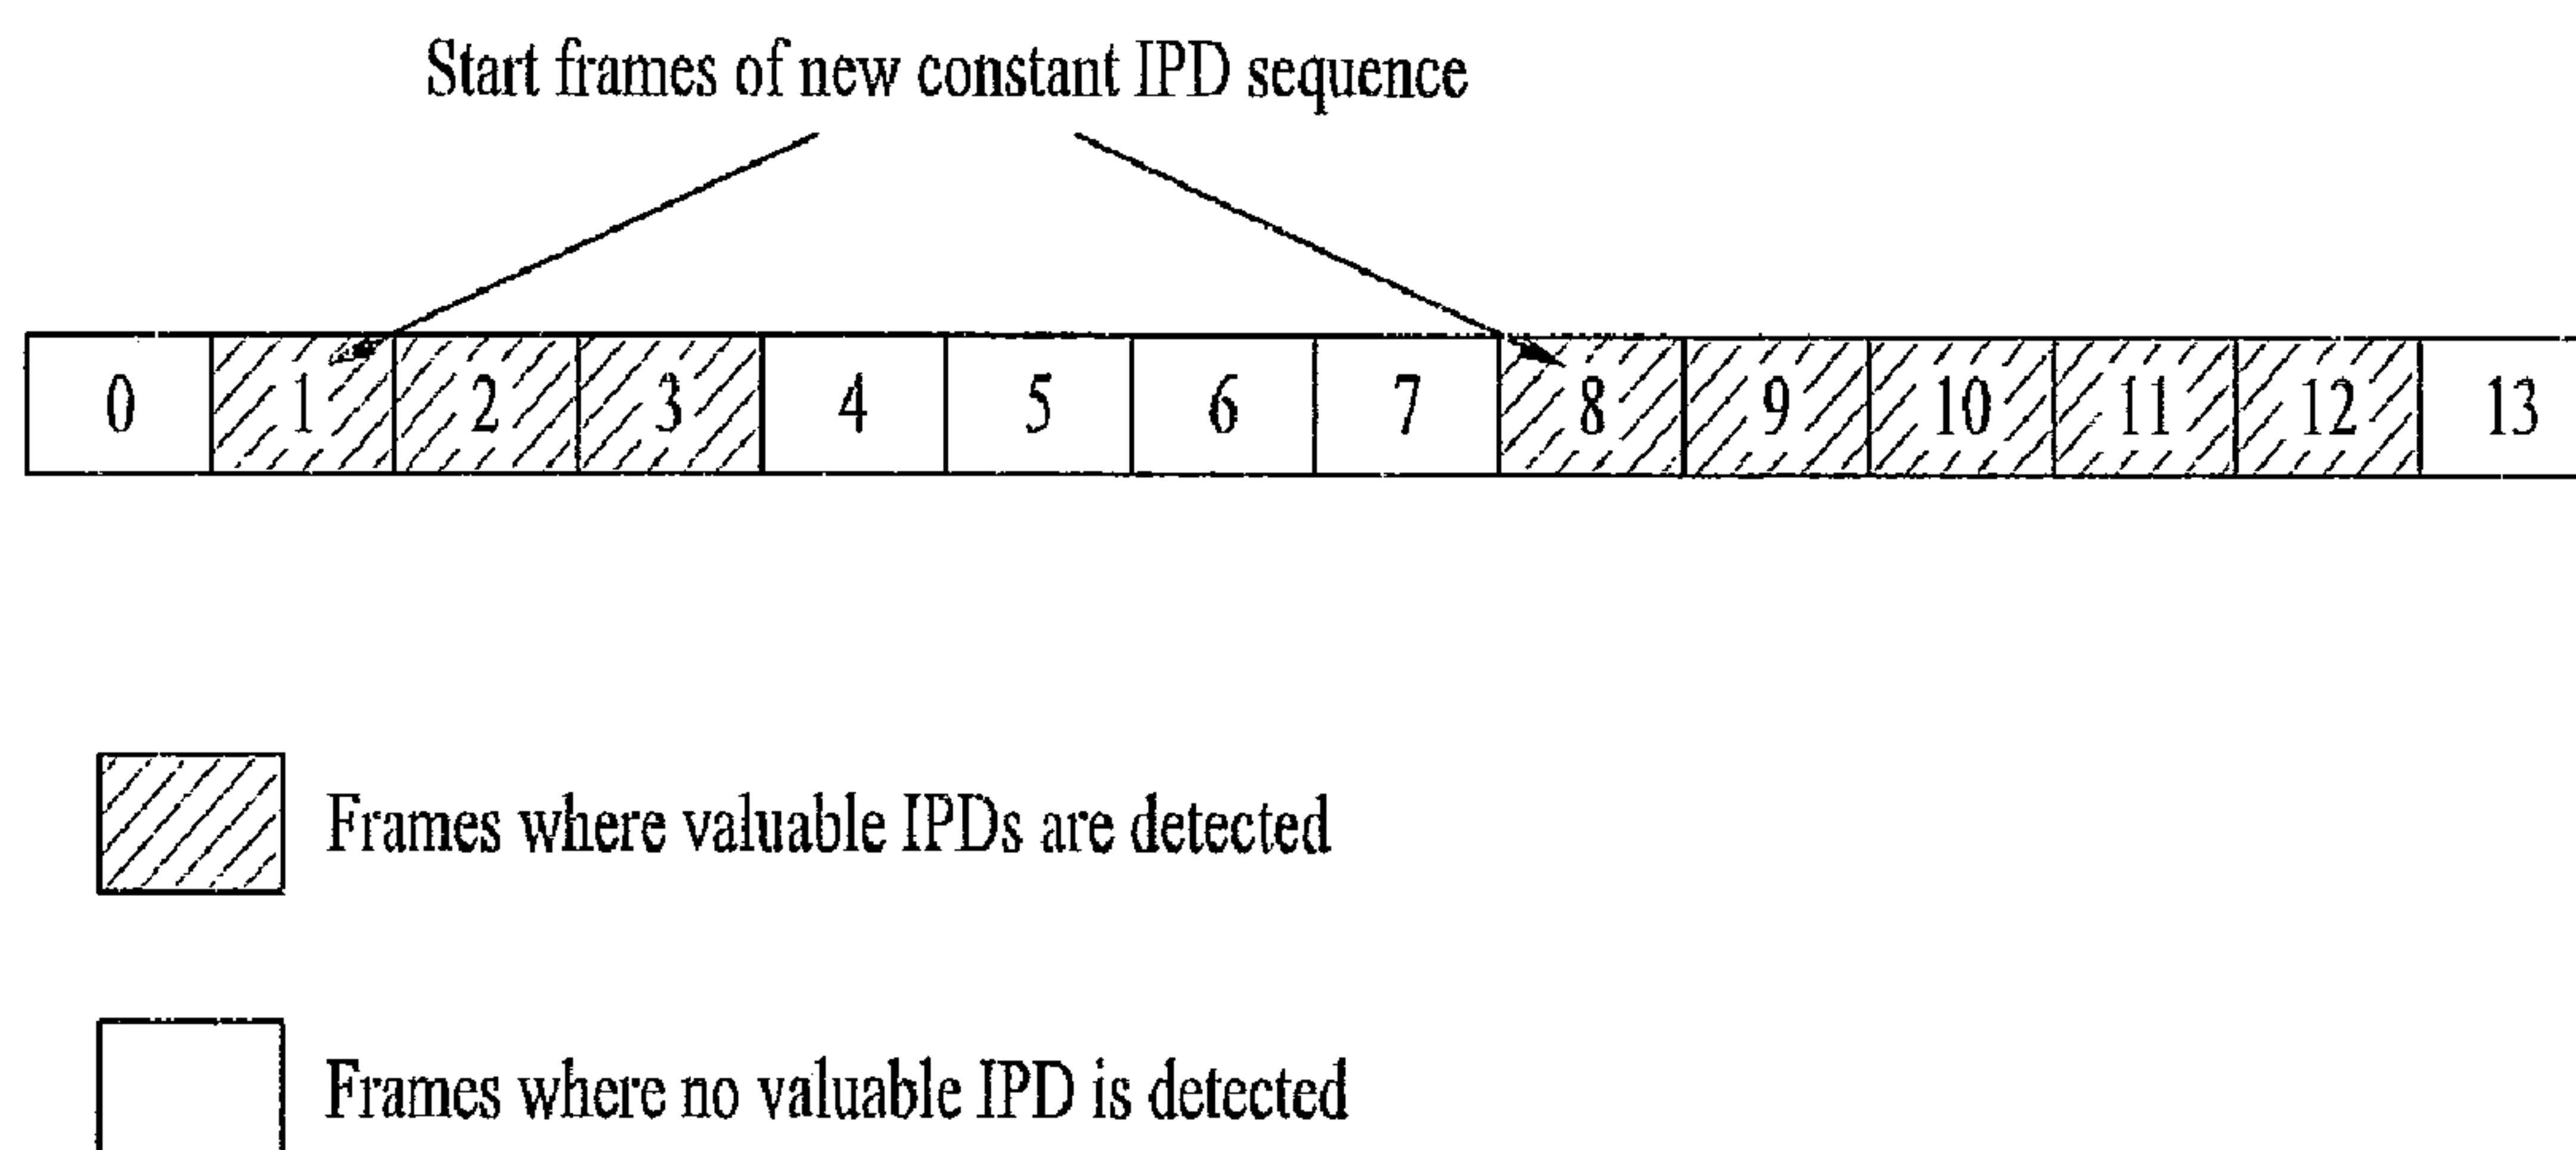 Start frames of new constant IPD sequence
0 1 2 3 4 5 6 7 8 9 10 11 12 13
Frames where valuable IPDs are detected
Frames where no valuable IPD is detected